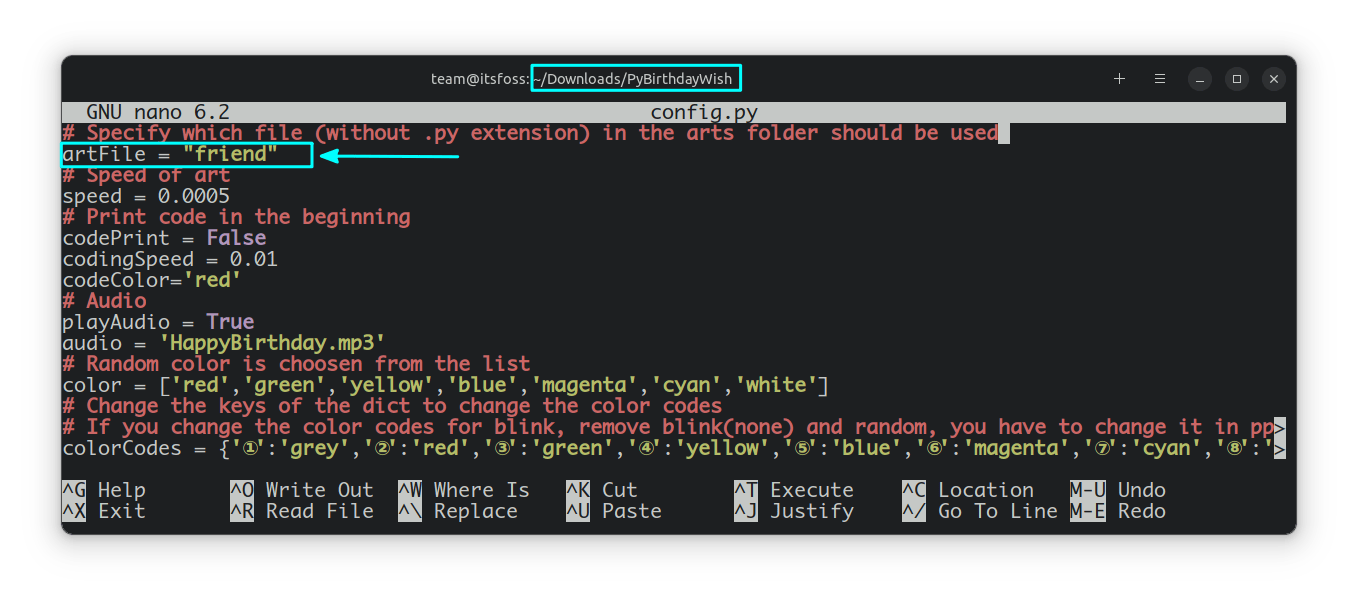 team@itsfoss:~/Downloads/PyBirthdayWish
GNU nano 6.2 config.py
# Specify which file (without .py extension) in the arts folder should be used
artFile = "friend"
# Speed of art
speed = 0.0005
# Print code in the beginning
codePrint = False
codingSpeed = 0.01
codeColor='red'
# Audio
playAudio = True
audio = 'HappyBirthday.mp3'
# Random color is choosen from the list
color = ['red','green','yellow','blue','magenta','cyan','white']
# Change the keys of the dict to change the color codes
# If you change the color codes for blink, remove blink(none) and random, you have to change it in pp>
colorCodes = {'①':'grey','②':'red','③':'green','④':'yellow','⑤':'blue','⑥':'magenta','⑦':'cyan','⑧':'>
^G Help ^O Write Out ^W Where Is ^K Cut ^T Execute ^C Location M-U Undo
^X Exit ^R Read File ^\ Replace ^U Paste ^J Justify ^/ Go To Line M-E Redo